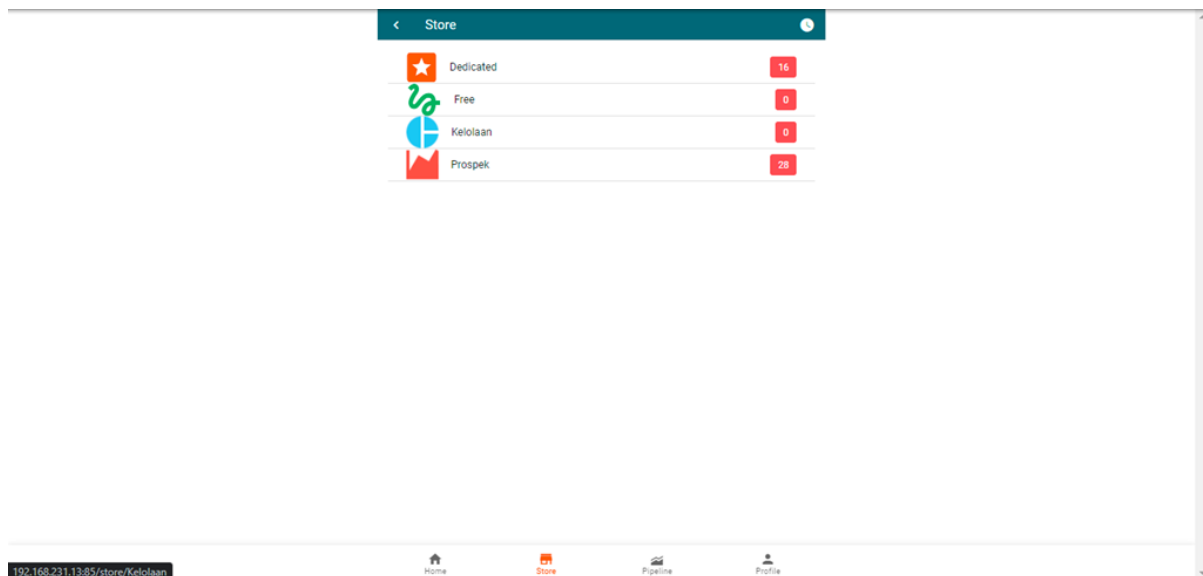 Store
Dedicated 16
Free 0
Kelolaan 0
Prospek 28
Home Store Pipeline Profile
192.168.231.13:85/store/Kelolaan